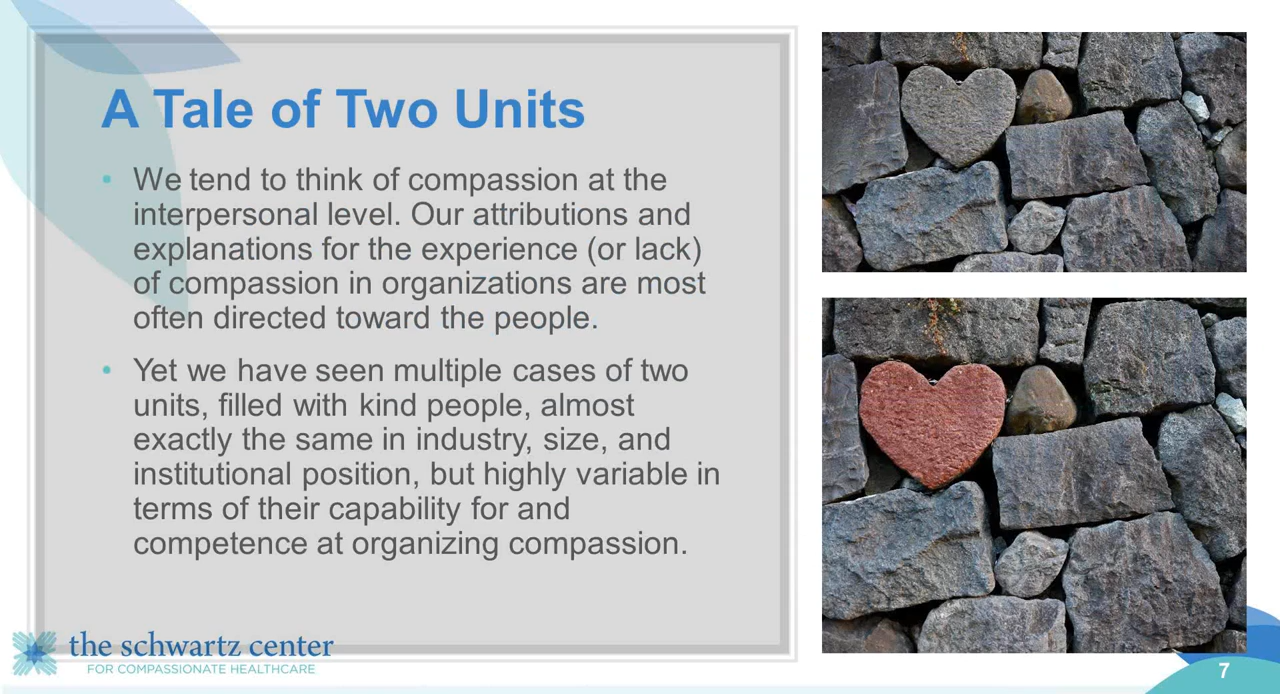 A Tale of Two Units
• We tend to think of compassion at the
interpersonal level. Our attributions and
explanations for the experience (or lack)
of compassion in organizations are most
often directed toward the people.
• Yet we have seen multiple cases of two
units, filled with kind people, almost
exactly the same in industry, size, and
institutional position, but highly variable in
terms of their capability for and
competence at organizing compassion.
the schwartz center
FOR COMPASSIONATE HEALTHCARE
7